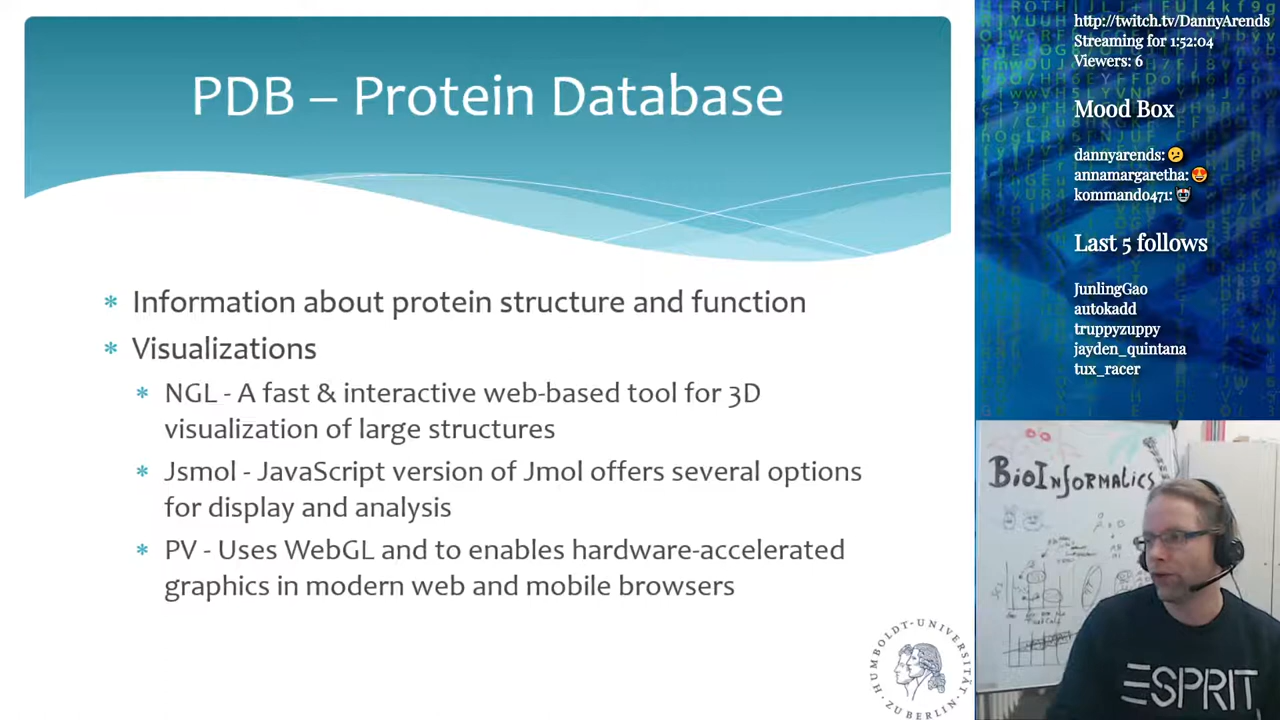 PDB – Protein Database
* Information about protein structure and function
* Visualizations
* NGL - A fast & interactive web-based tool for 3D
visualization of large structures
* Jsmol - JavaScript version of Jmol offers several options
for display and analysis
* PV - Uses WebGL and to enables hardware-accelerated
graphics in modern web and mobile browsers
HUMBOLDT-UNIVERSITÄT
ZU BERLIN
http://twitch.tv/DannyArends
Streaming for 1:52:04
Viewers: 6
Mood Box
dannyarends: 😕
annamargaretha: 😍
kommando471:
Last 5 follows
JunlingGao
autokadd
truppyzuppy
jayden_quintana
tux_racer
BioInformatics
ESPRIT